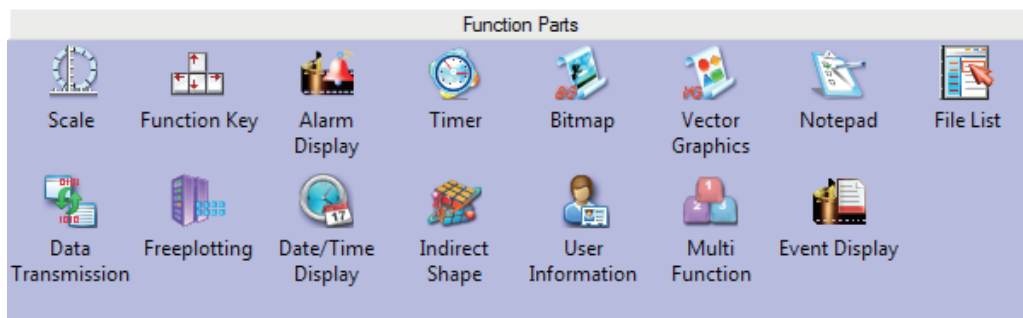 Function Parts
Scale Function Key Alarm Timer Bitmap Vector Notepad File List
Display Graphics
Data Freeplotting Date/Time Indirect User Multi Event Display
Transmission Display Shape Information Function